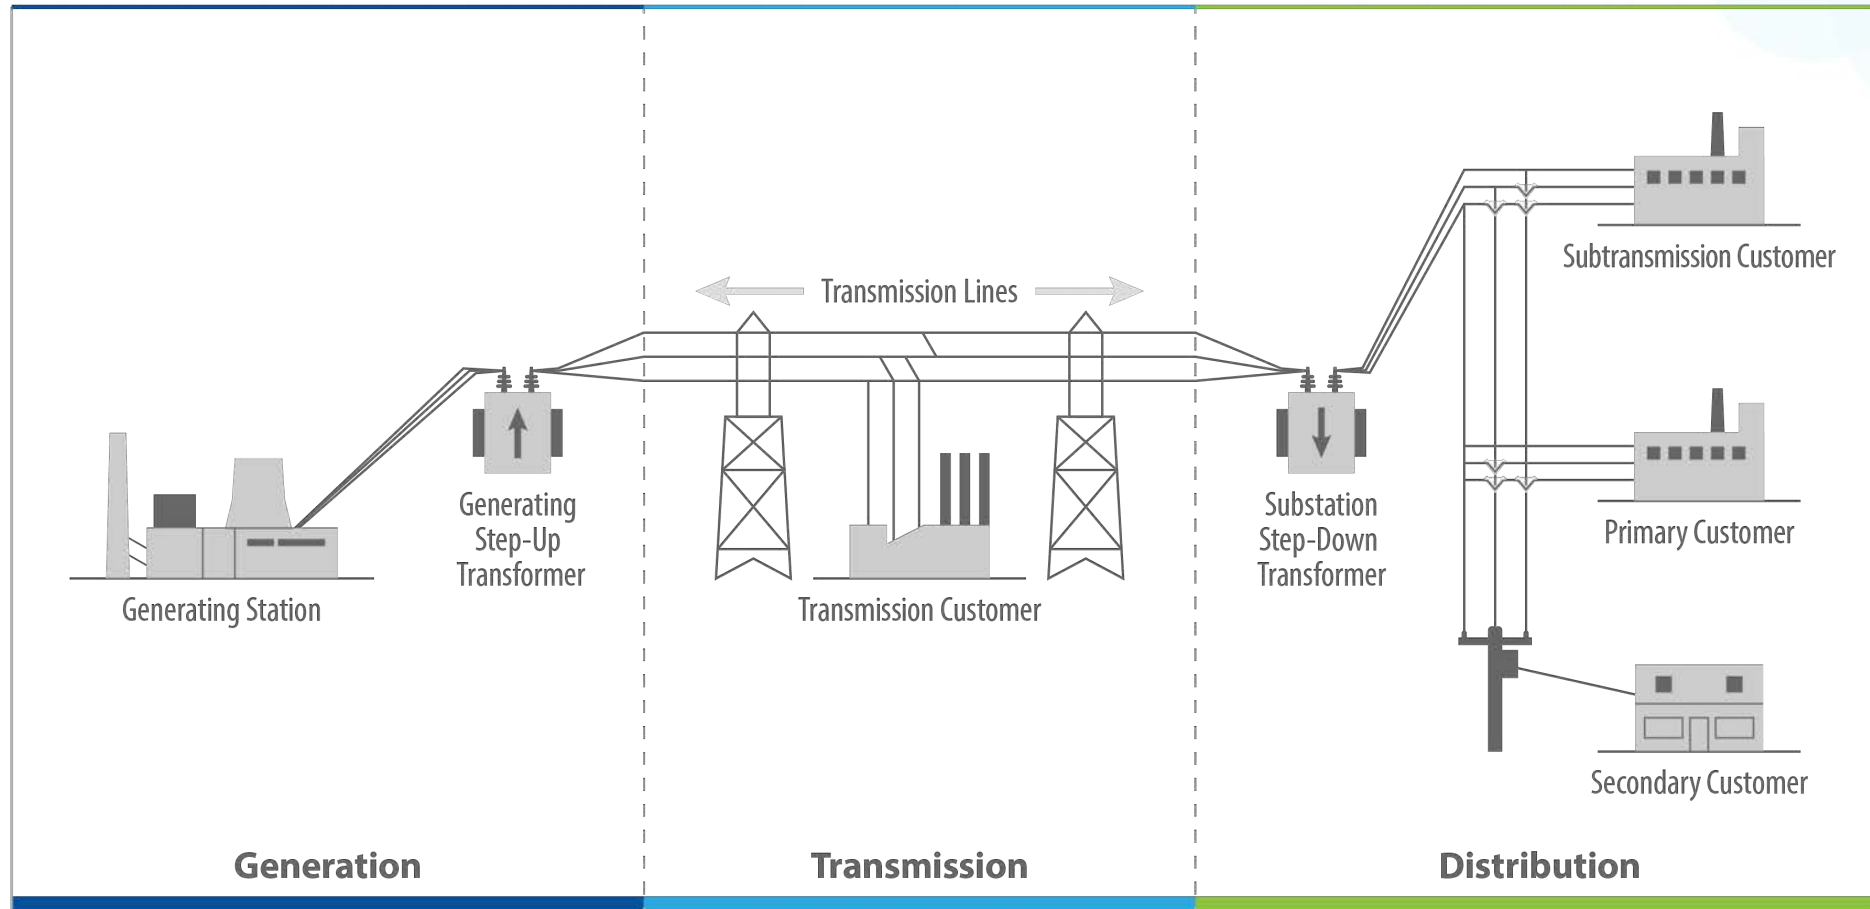 Transmission Lines
Subtransmission Customer
Generating
Step-Up
Transformer
Substation
Step-Down
Transformer
Primary Customer
Generating Station
Transmission Customer
Secondary Customer
Generation
Transmission
Distribution